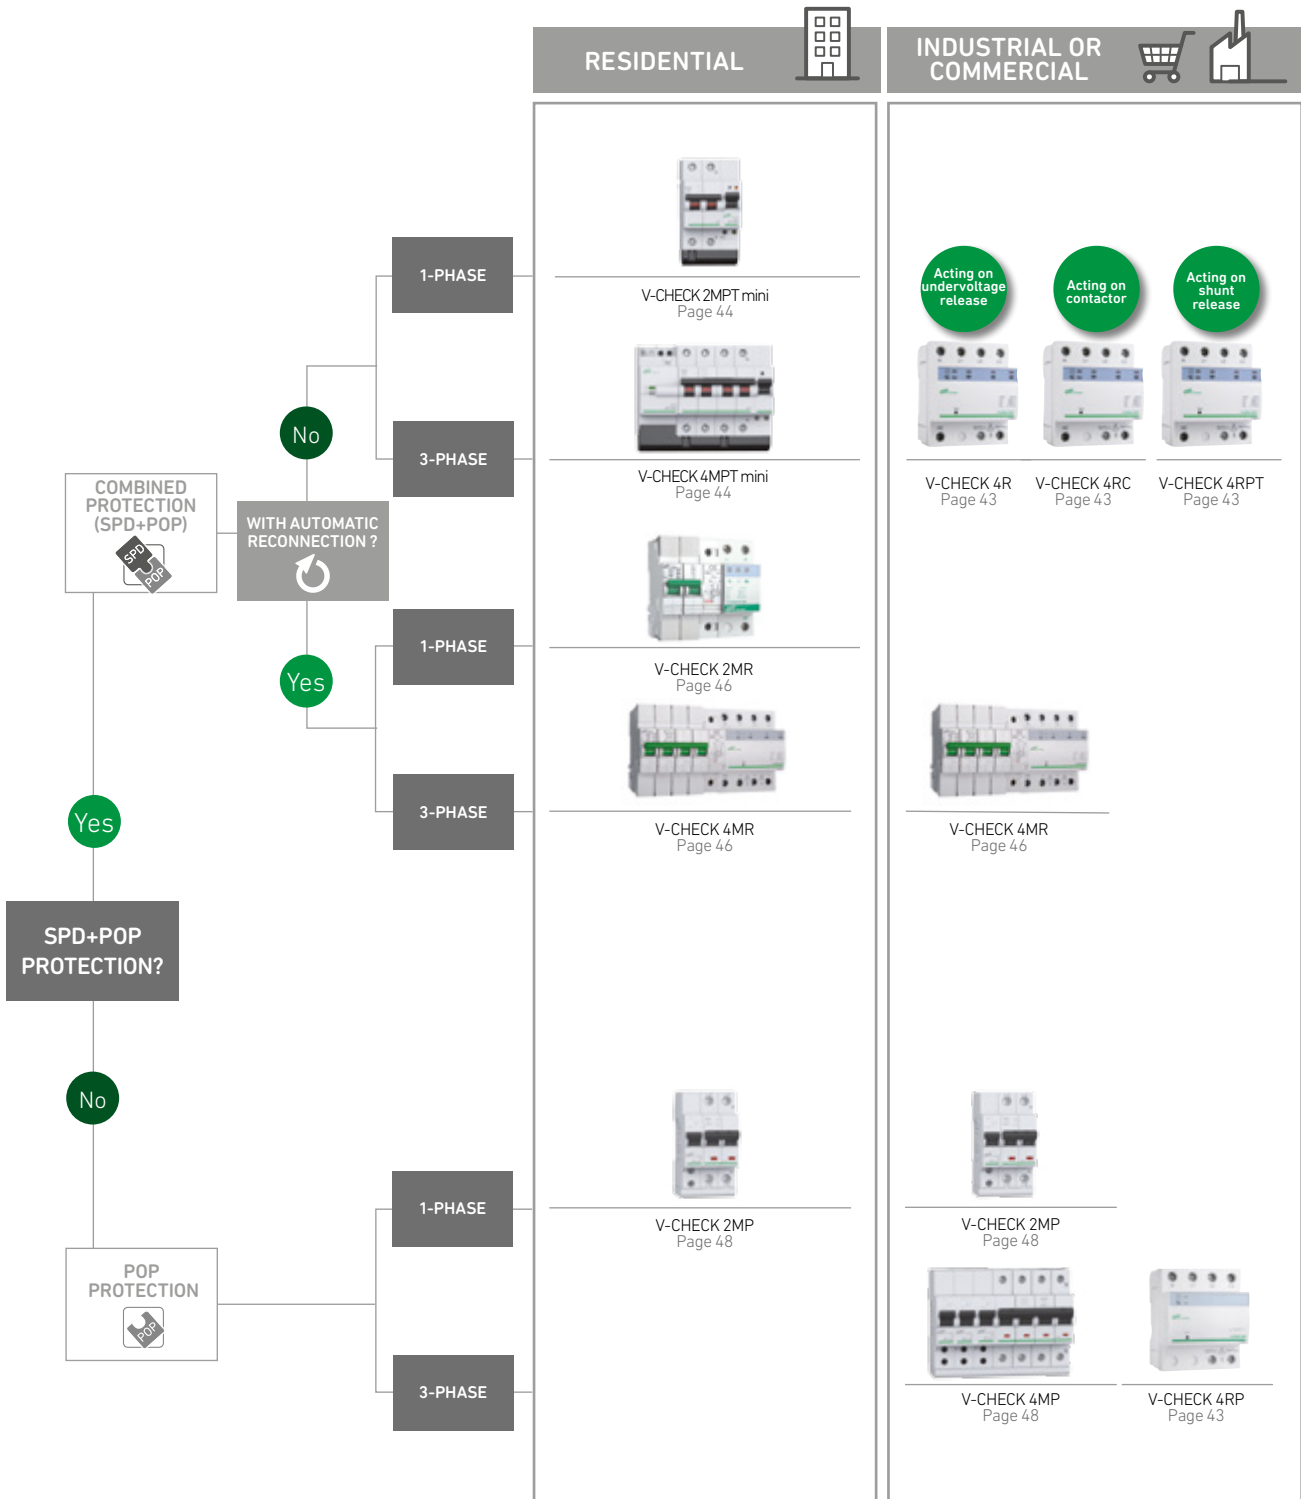 RESIDENTIAL
INDUSTRIAL OR
COMMERCIAL
1-PHASE
V-CHECK 2MPT mini
Page 44
Acting on
undervoltage
release
Acting on
contactor
Acting on
shunt
release
No
3-PHASE
V-CHECK 4MPT mini
Page 44
V-CHECK 4R
Page 43
V-CHECK 4RC
Page 43
V-CHECK 4RPT
Page 43
COMBINED
PROTECTION
(SPD+POP)
SPD
POP
WITH AUTOMATIC
RECONNECTION ?
1-PHASE
V-CHECK 2MR
Page 46
Yes
3-PHASE
V-CHECK 4MR
Page 46
V-CHECK 4MR
Page 46
Yes
SPD+POP
PROTECTION?
No
1-PHASE
V-CHECK 2MP
Page 48
V-CHECK 2MP
Page 48
POP
PROTECTION
POP
3-PHASE
V-CHECK 4MP
Page 48
V-CHECK 4RP
Page 43